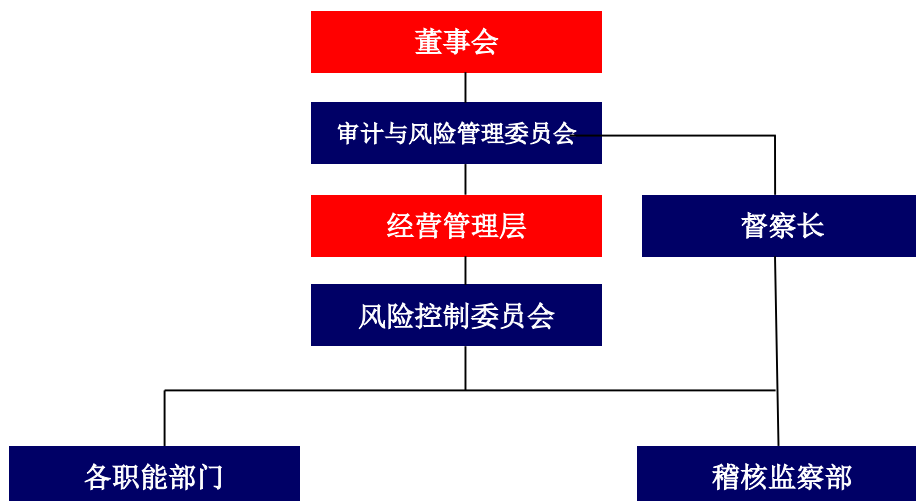 董事会
审计与风险管理委员会
经营管理层
督察长
风险控制委员会
各职能部门
稽核监察部